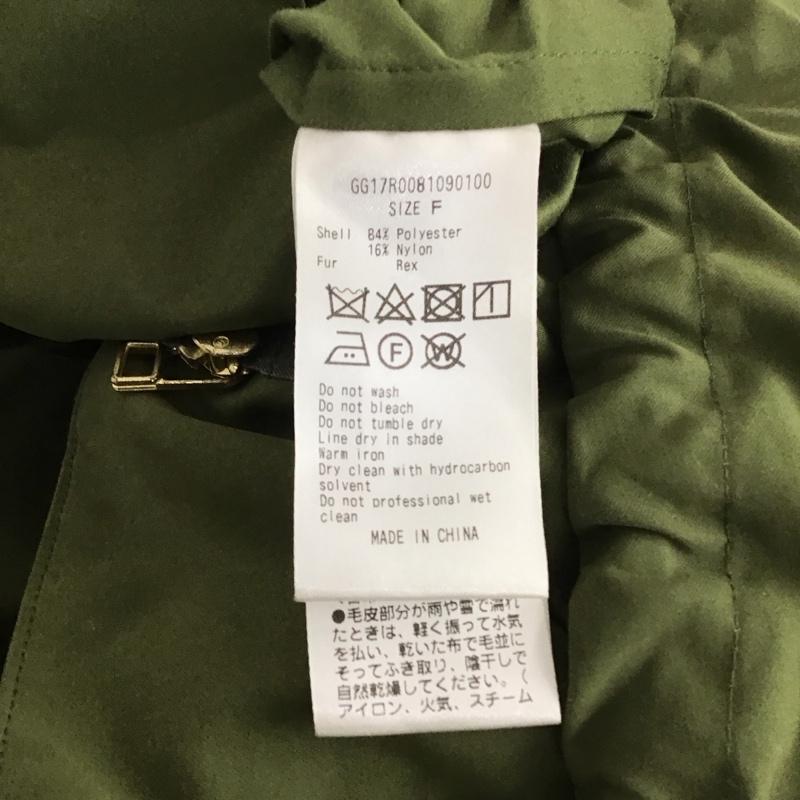 GG17R0081090100
SIZE F
Shell 84% Polyester
16% Nylon
Fur Rex
F
W
Do not wash
Do not bleach
Do not tumble dry
Line dry in shade
Warm iron
Dry clean with hydrocarbon
solvent
Do not professional wet
clean
MADE IN CHINA
●毛皮部分が雨や雪で濡れ
たときは、軽く振って水気
を払い、乾いた布で毛並に
そってふき取り、陰干しで
自然乾燥してください。(
アイロン、火気、スチーム